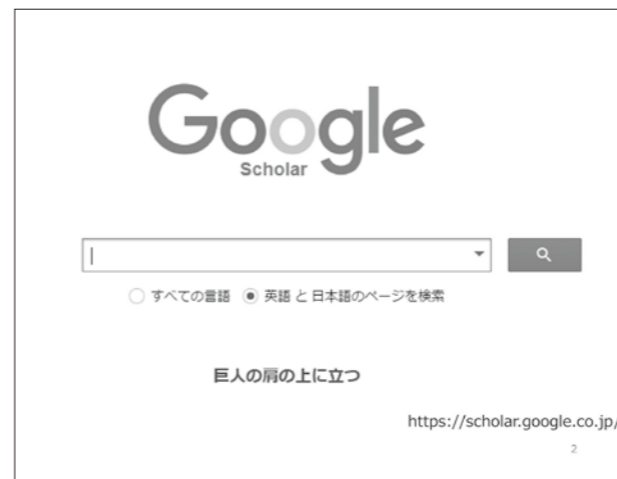 Google
Scholar
すべての言語 英語 と 日本語のページを検索
巨人の肩の上に立つ
https://scholar.google.co.jp/
2